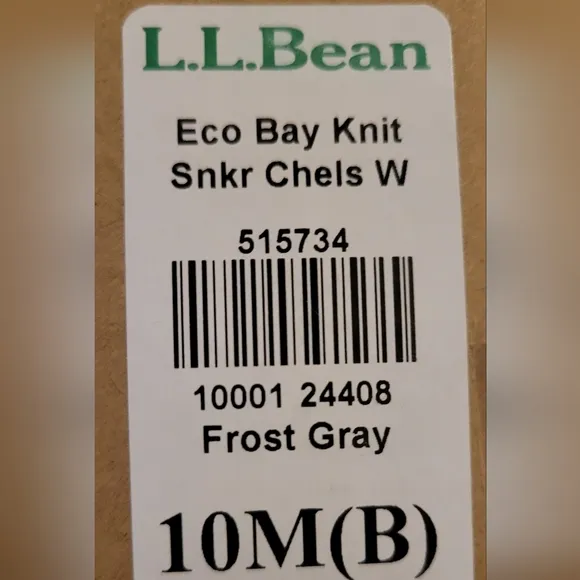 L.L.Bean
Eco Bay Knit
Snkr Chels W
515734
10001 24408
Frost Gray
10M(B)